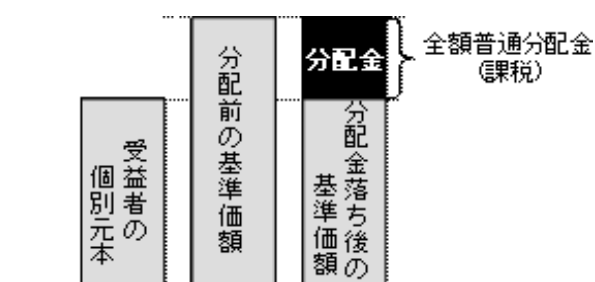 受益者の
個別元本
分配前の基準価額
分配金
分配金落ち後の
基準価額
全額普通分配金
(課税)